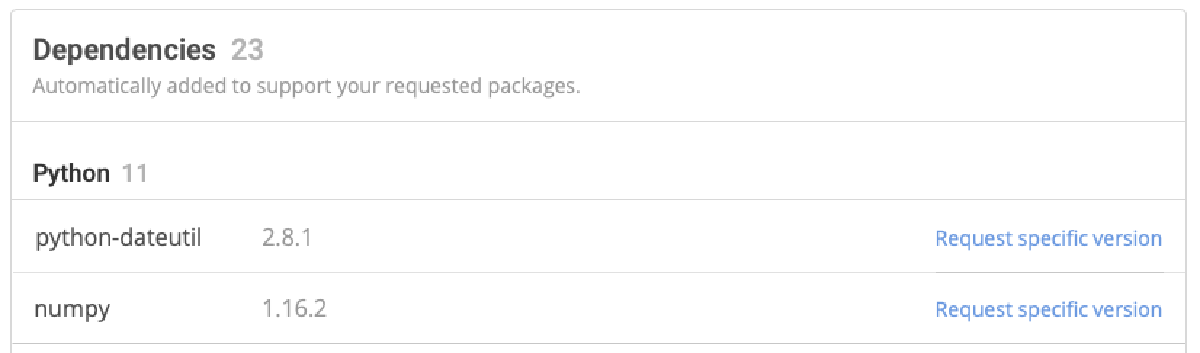 Dependencies 23
Automatically added to support your requested packages.
Python 11
python-dateutil 2.8.1 Request specific version
numpy 1.16.2 Request specific version